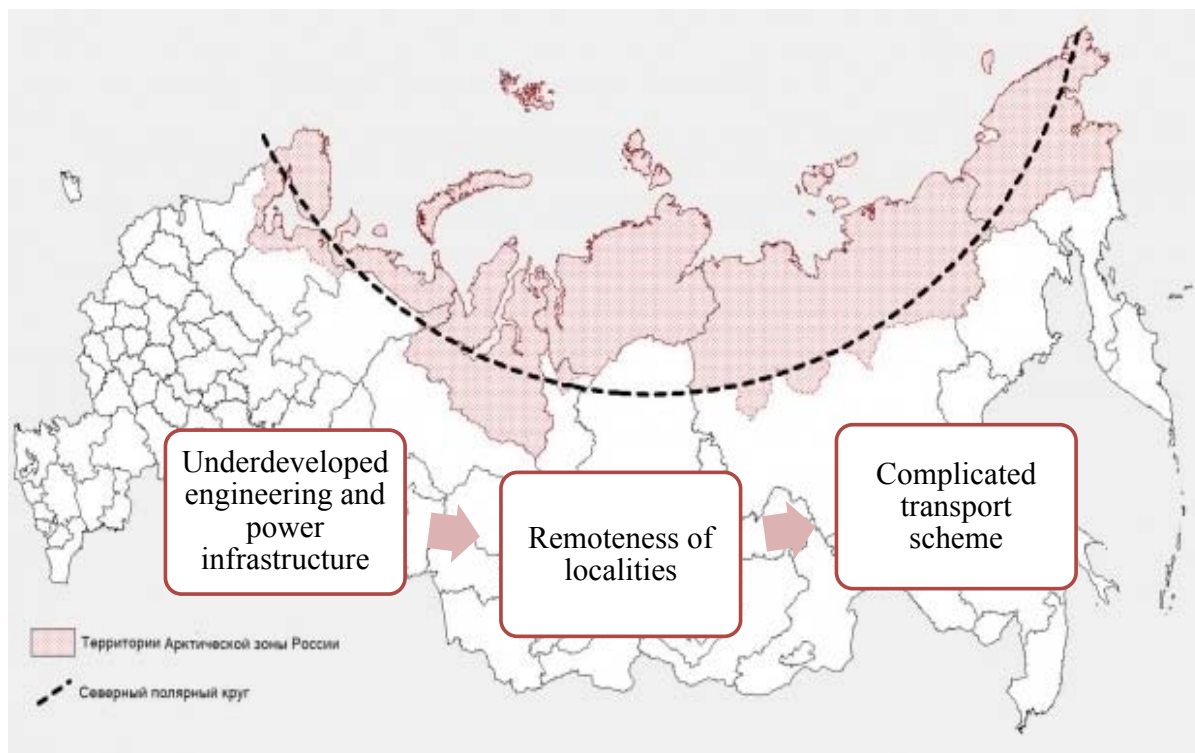 Underdeveloped
engineering and
power
infrastructure
Remoteness of
localities
Complicated
transport
scheme
Территории Арктической зоны России
Северный полярный круг